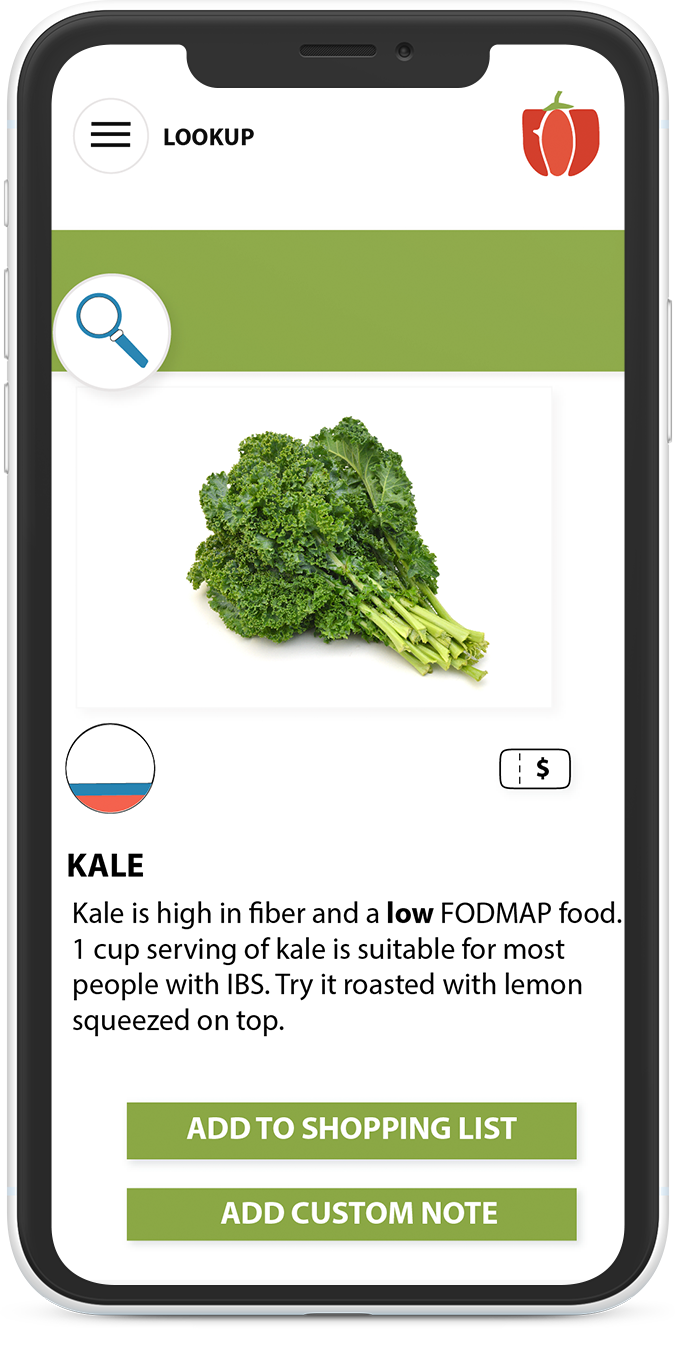 LOOKUP
$
KALE
Kale is high in fiber and a low FODMAP food.
1 cup serving of kale is suitable for most
people with IBS. Try it roasted with lemon
squeezed on top.
ADD TO SHOPPING LIST
ADD CUSTOM NOTE